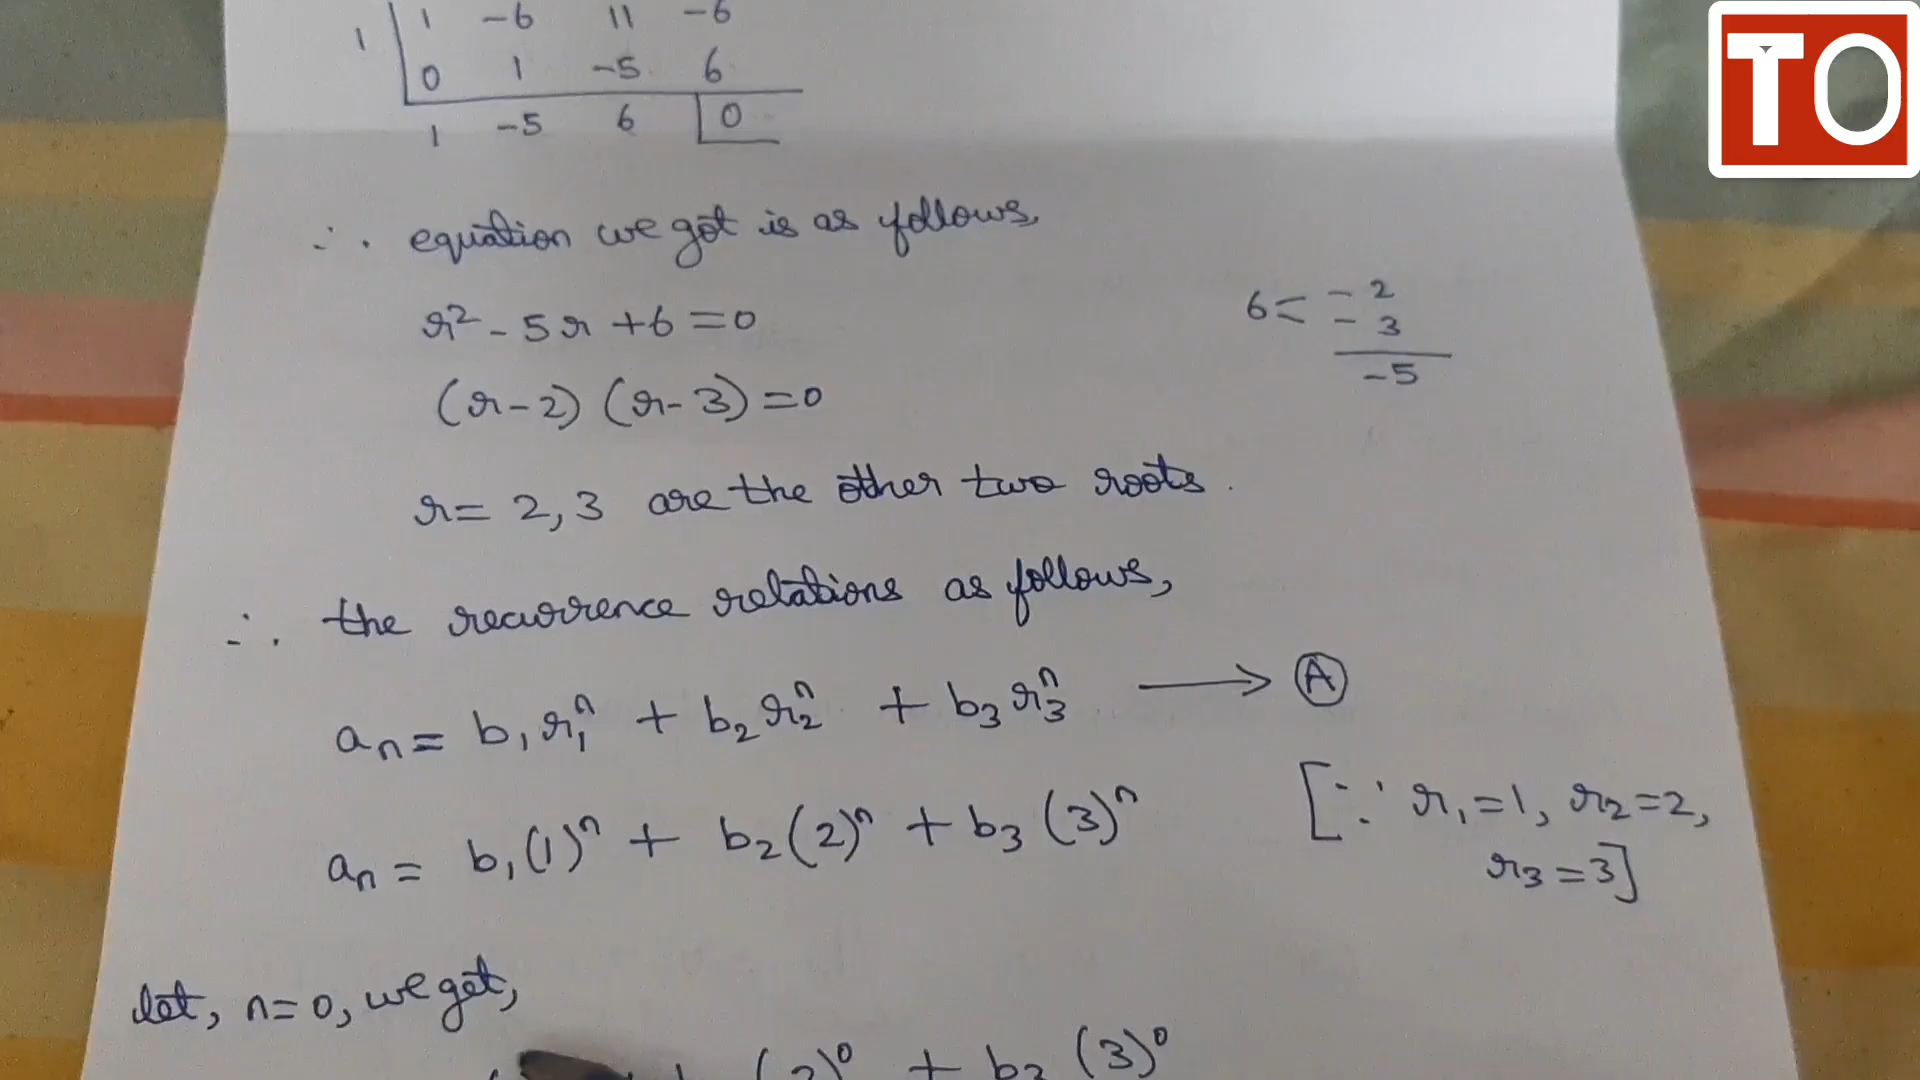 TO
1 | 1 -6 11 -6
0 1 -5 6
1 -5 6 | 0
∴ equation we got is as follows,
r² - 5r + 6 = 0
6 < - 2
- 3
-5
(r-2) (r-3) = 0
r = 2, 3 are the other two roots.
∴ the recurrence relations as follows,
aₙ = b₁r₁ⁿ + b₂r₂ⁿ + b₃r₃ⁿ ⟶ Ⓐ
aₙ = b₁(1)ⁿ + b₂(2)ⁿ + b₃(3)ⁿ
[∵ r₁=1, r₂=2,
r₃=3]
let, n=0, we get,
(2)⁰ + b₃ (3)⁰